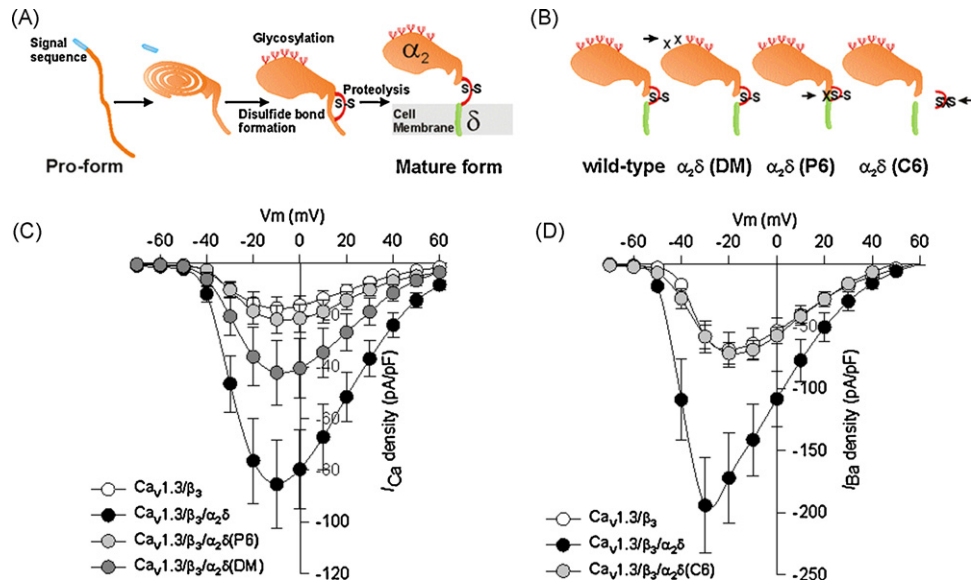 (A)
Signal
sequence
Glycosylation
α2
S-S
Proteolysis
S-S
Disulfide bond
formation
Cell
Membrane
δ
Pro-form
Mature form
(B)
X X
S-S
S-S
XS-S
SXS
wild-type α2δ (DM) α2δ (P6) α2δ (C6)
(C)
Vm (mV)
-60 -40 -20 0 20 40 60
-20
-40
-60
-80
-100
-120
ICa density (pA/pF)
CaV1.3/β3
CaV1.3/β3/α2δ
CaV1.3/β3/α2δ(P6)
CaV1.3/β3/α2δ(DM)
(D)
Vm (mV)
-60 -40 -20 0 20 40 60
-50
-100
-150
-200
-250
IBa density (pA/pF)
CaV1.3/β3
CaV1.3/β3/α2δ
CaV1.3/β3/α2δ(C6)